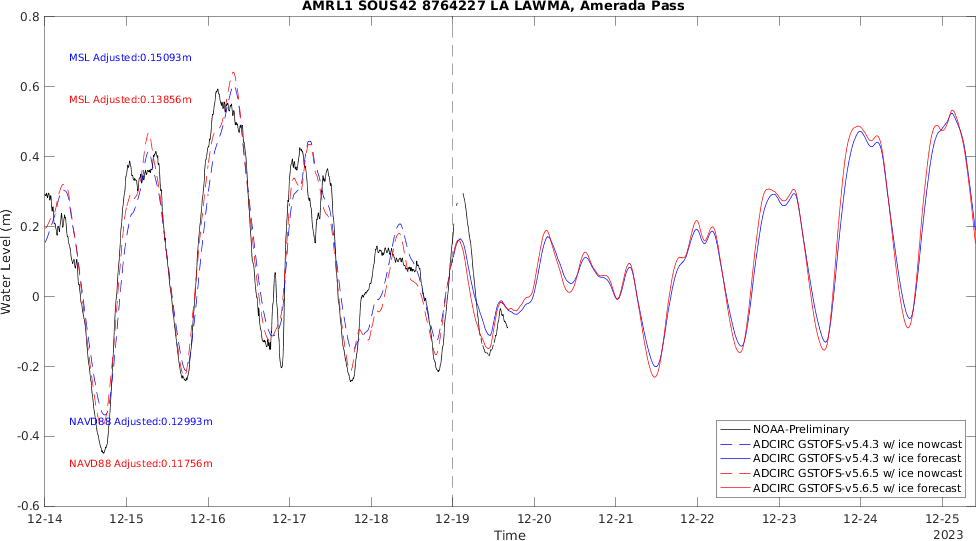 AMRL1 SOUS42 8764227 LA LAWMA, Amerada Pass
0.8
0.6
0.4
0.2
0
-0.2
-0.4
-0.6
Water Level (m)
MSL Adjusted:0.15093m
MSL Adjusted:0.13856m
NAVD88 Adjusted:0.12993m
NAVD88 Adjusted:0.11756m
NOAA-Preliminary
ADCIRC GSTOFS-v5.4.3 w/ ice nowcast
ADCIRC GSTOFS-v5.4.3 w/ ice forecast
ADCIRC GSTOFS-v5.6.5 w/ ice nowcast
ADCIRC GSTOFS-v5.6.5 w/ ice forecast
12-14 12-15 12-16 12-17 12-18 12-19 12-20 12-21 12-22 12-23 12-24 12-25
Time
2023